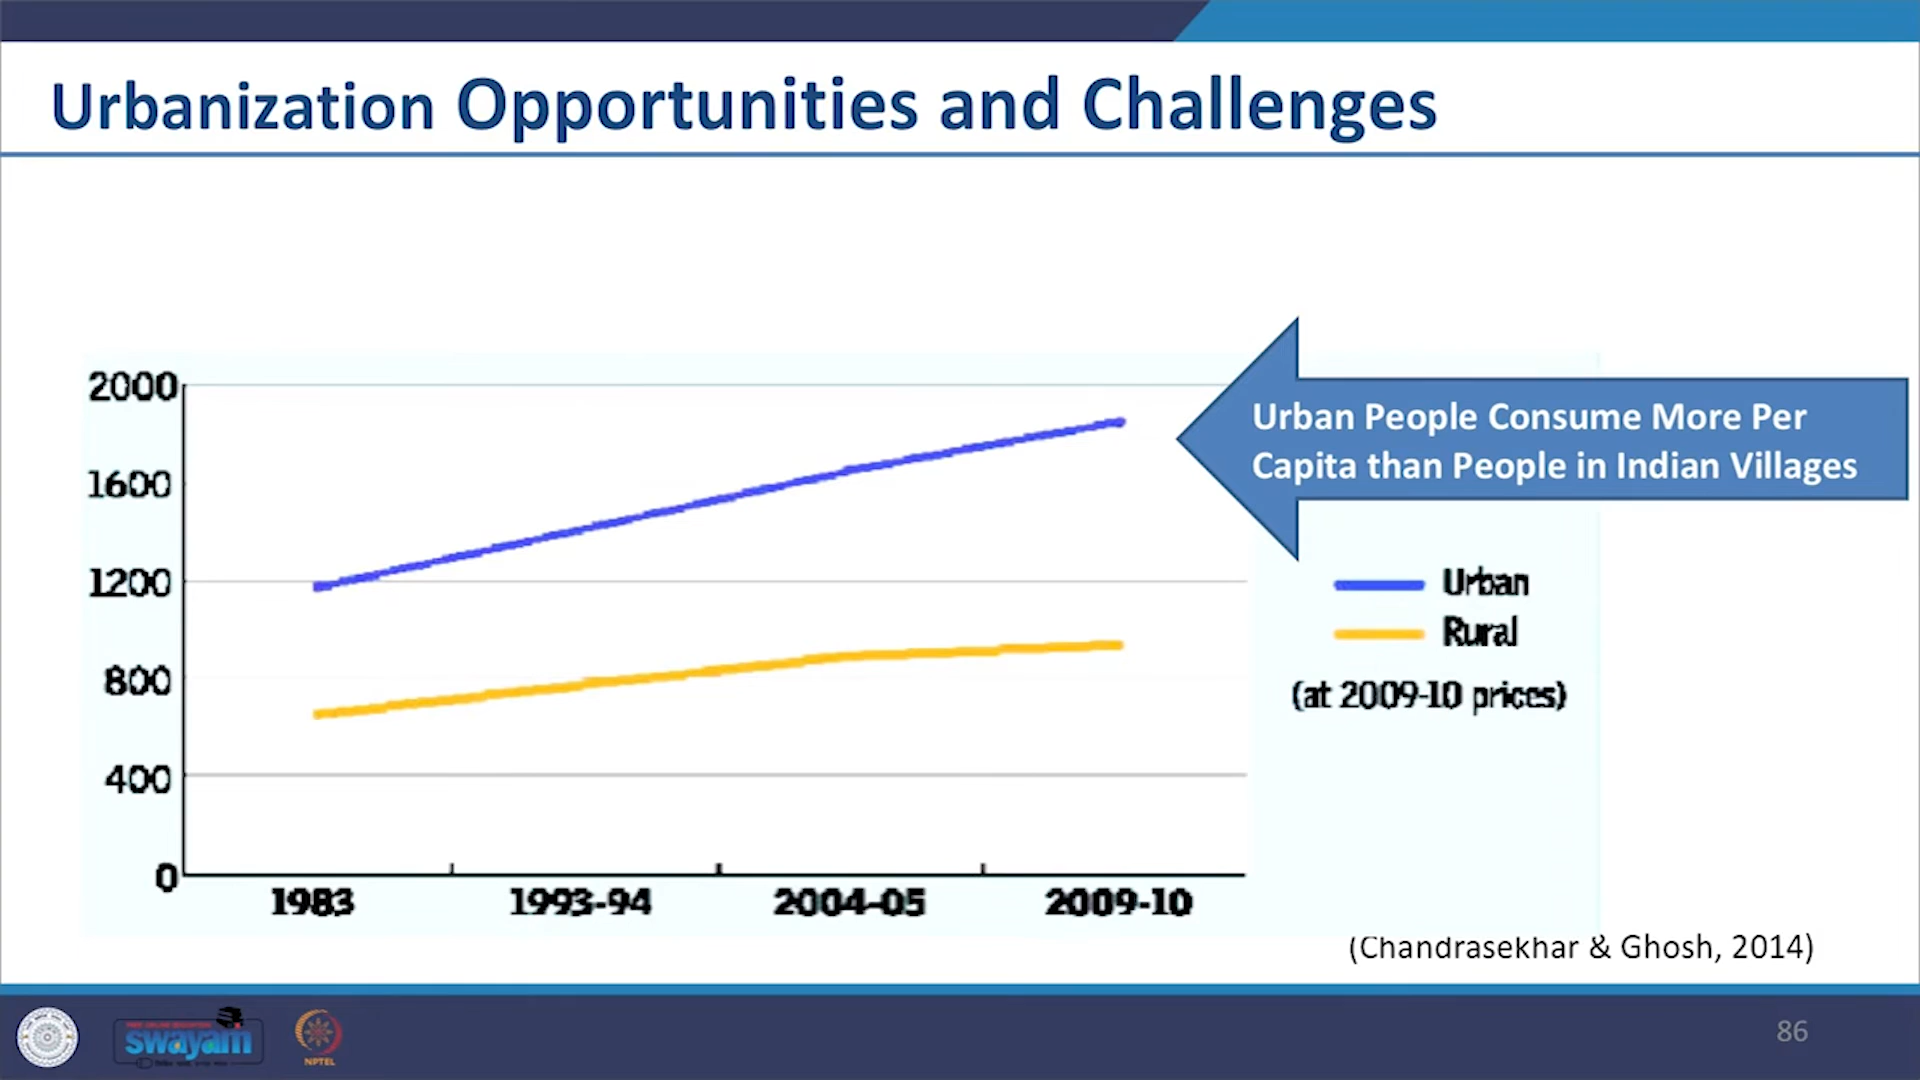 Urbanization Opportunities and Challenges
2000
1600
1200
800
400
0
1983
1993-94
2004-05
2009-10
Urban People Consume More Per
Capita than People in Indian Villages
Urban
Rural
(at 2009-10 prices)
(Chandrasekhar & Ghosh, 2014)
swayam
NPTEL
86